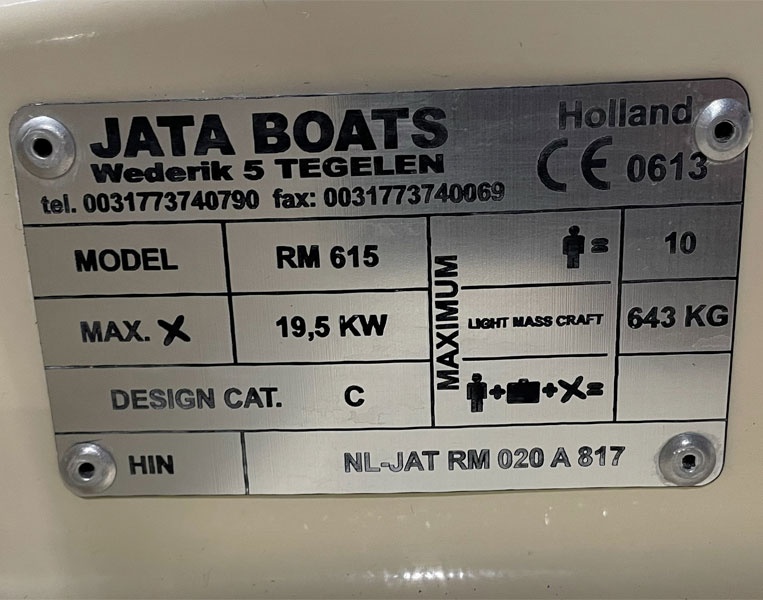 JATA BOATS
Holland
Wederik 5 TEGELEN
CE 0613
tel. 0031773740790 fax: 0031773740069
MODEL RM 615
MAXIMUM
= 10
MAX. 19,5 KW
LIGHT MASS CRAFT 643 KG
DESIGN CAT. C
+ + =
HIN NL-JAT RM 020 A 817